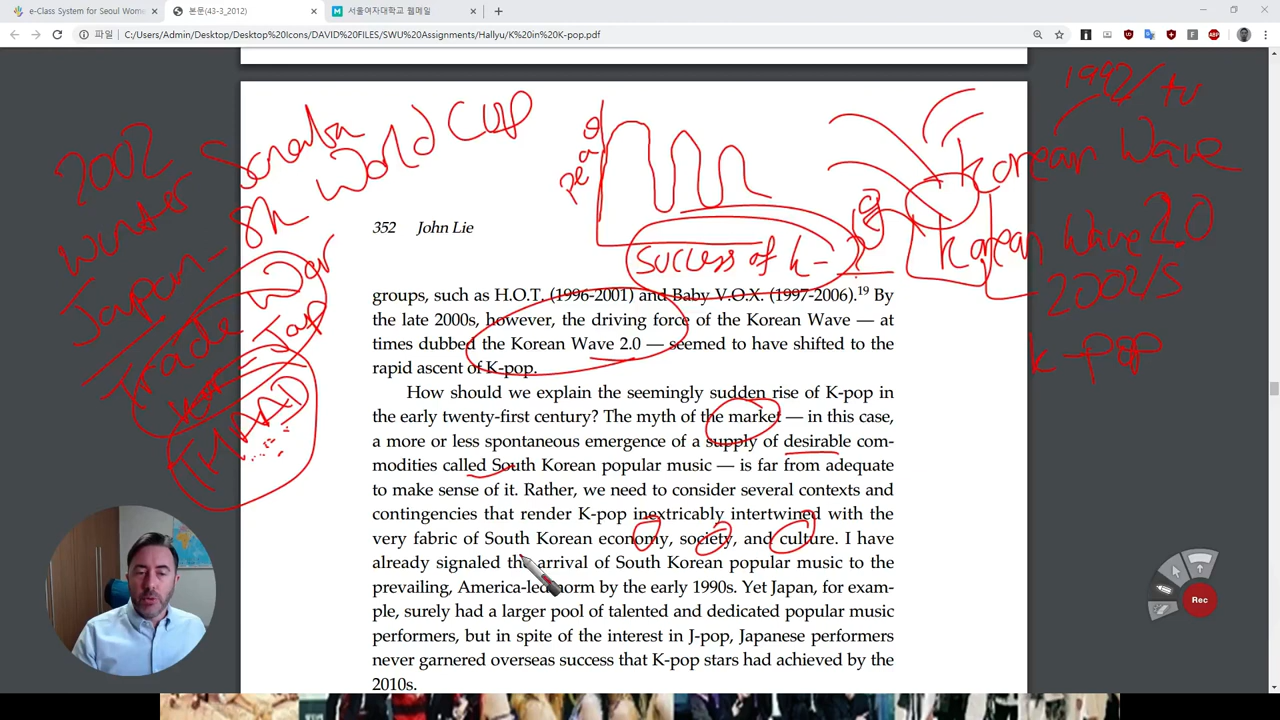 e-Class System for Seoul Wome
본문(43-3_2012)
서울여자대학교 웹메일
파일
C:/Users/Admin/Desktop/Desktop%20Icons/DAVID%20FILES/SWU%20Assignments/Hallyu/K%20in%20K-pop.pdf
1992/tv
Korean Wave
Korean Wave 2.0
2002/5
K-pop
World Cup
2002
winter
Japan-
Trade War
Jap
THAAD
peag
success of K-
352 John Lie
groups, such as H.O.T. (1996-2001) and Baby V.O.X. (1997-2006).19 By
the late 2000s, however, the driving force of the Korean Wave — at
times dubbed the Korean Wave 2.0 — seemed to have shifted to the
rapid ascent of K-pop.
How should we explain the seemingly sudden rise of K-pop in
the early twenty-first century? The myth of the market — in this case,
a more or less spontaneous emergence of a supply of desirable com-
modities called South Korean popular music — is far from adequate
to make sense of it. Rather, we need to consider several contexts and
contingencies that render K-pop inextricably intertwined with the
very fabric of South Korean economy, society, and culture. I have
already signaled the arrival of South Korean popular music to the
prevailing, America-led norm by the early 1990s. Yet Japan, for exam-
ple, surely had a larger pool of talented and dedicated popular music
performers, but in spite of the interest in J-pop, Japanese performers
never garnered overseas success that K-pop stars had achieved by the
2010s.
Rec